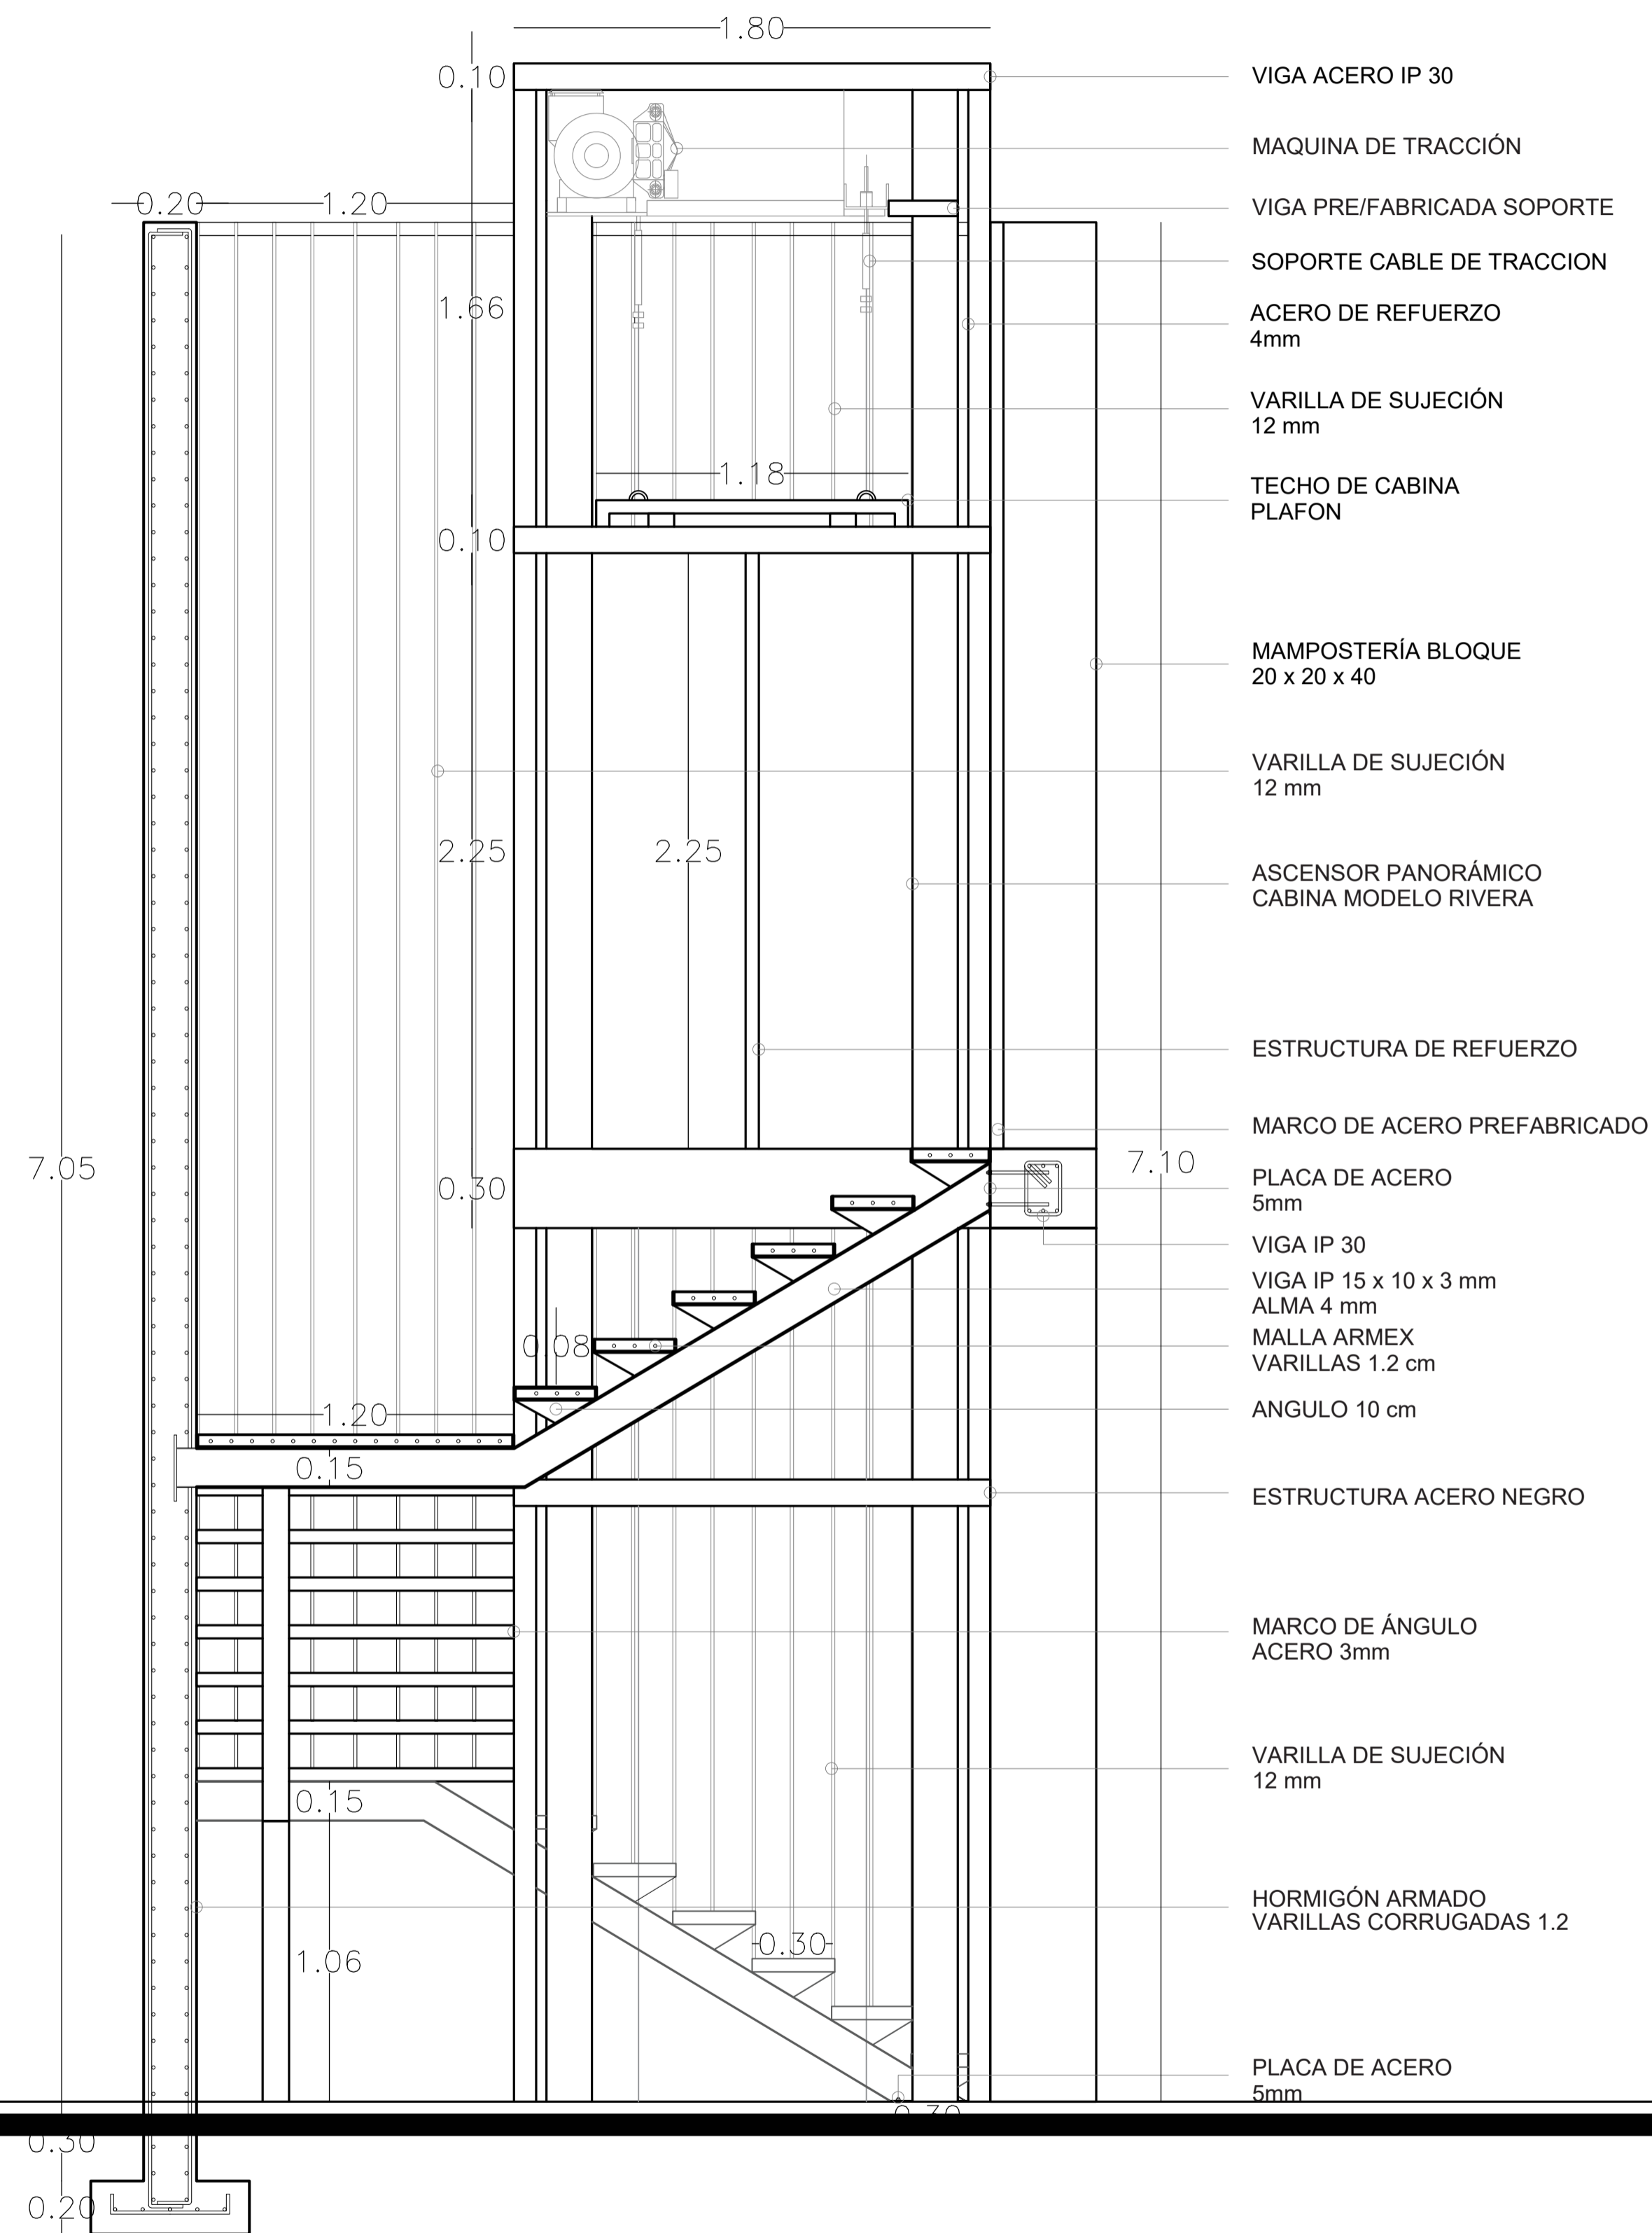 1.80
0.10
VIGA ACERO IP 30
MAQUINA DE TRACCIÓN
0.20
1.20
VIGA PRE/FABRICADA SOPORTE
SOPORTE CABLE DE TRACCION
1.66
ACERO DE REFUERZO
4mm
VARILLA DE SUJECIÓN
12 mm
1.18
TECHO DE CABINA
PLAFON
0.10
MAMPOSTERÍA BLOQUE
20 x 20 x 40
VARILLA DE SUJECIÓN
12 mm
2.25
2.25
ASCENSOR PANORÁMICO
CABINA MODELO RIVERA
ESTRUCTURA DE REFUERZO
MARCO DE ACERO PREFABRICADO
7.05
7.10
0.30
PLACA DE ACERO
5mm
VIGA IP 30
VIGA IP 15 x 10 x 3 mm
ALMA 4 mm
0.08
MALLA ARMEX
VARILLAS 1.2 cm
1.20
ANGULO 10 cm
0.15
ESTRUCTURA ACERO NEGRO
MARCO DE ÁNGULO
ACERO 3mm
VARILLA DE SUJECIÓN
12 mm
0.15
HORMIGÓN ARMADO
VARILLAS CORRUGADAS 1.2
0.30
1.06
PLACA DE ACERO
5mm
0.30
0.30
0.20